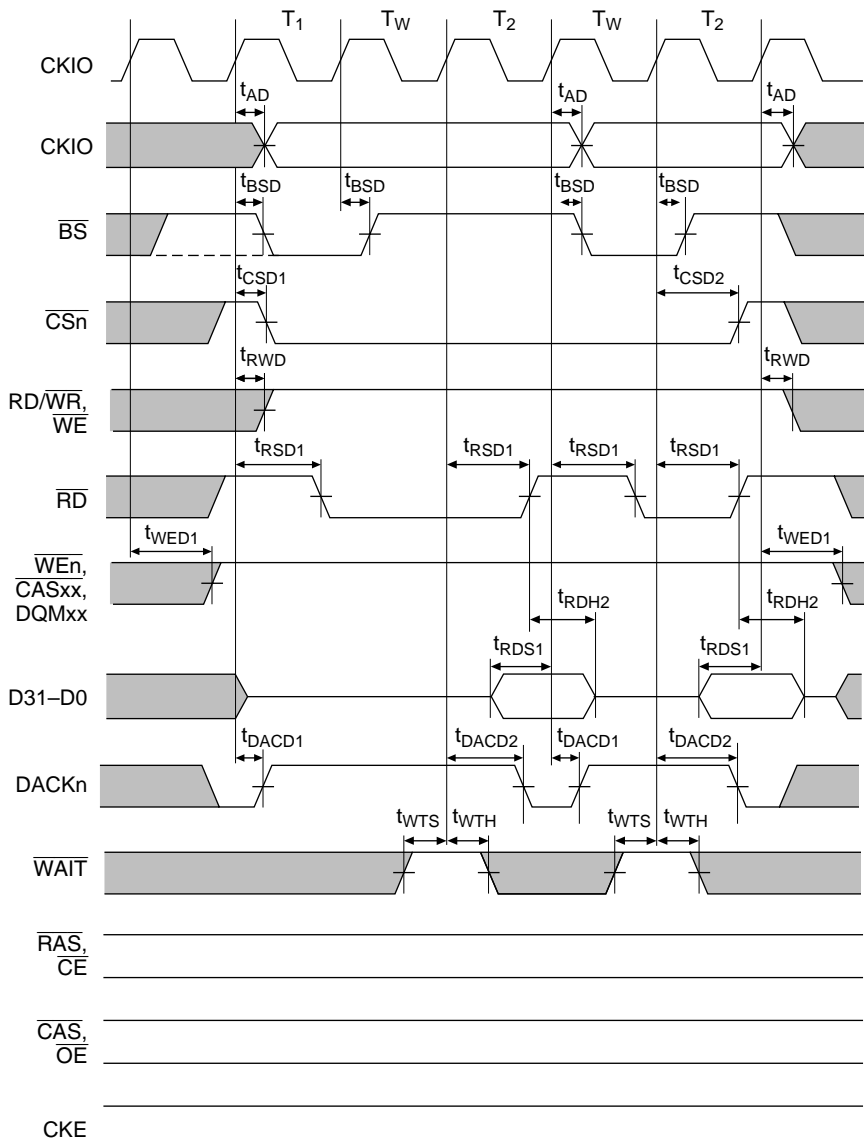 T1 TW T2 TW T2
CKIO
tAD tAD tAD
CKIO
tBSD tBSD tBSD tBSD
BS
tCSD1 tCSD2
CSn
tRWD tRWD
RD/WR,
WE
tRSD1 tRSD1 tRSD1 tRSD1
RD
tWED1 tWED1
WEn,
CASxx,
DQMxx
tRDH2 tRDH2
tRDS1 tRDS1
D31–D0
tDACD1 tDACD2 tDACD1 tDACD2
DACKn
tWTS tWTH tWTS tWTH
WAIT
RAS,
CE
CAS,
OE
CKE